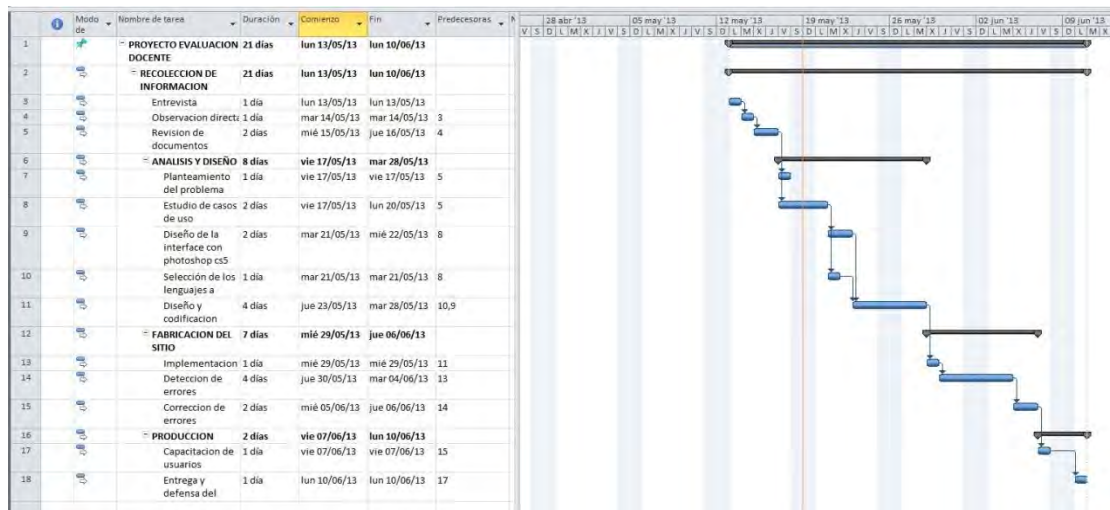 Modo de
Nombre de tarea
Duración
Comienzo
Fin
Predecesoras
N
28 abr '13
05 may '13
12 may '13
19 may '13
26 may '13
02 jun '13
09 jun '13
V S D L M X J V S D L M X J V S D L M X J V S D L M X J V S D L M X J V S D L M X J V S D L M X
1 PROYECTO EVALUACION 21 días lun 13/05/13 lun 10/06/13
DOCENTE
2 RECOLECCION DE 21 días lun 13/05/13 lun 10/06/13
INFORMACION
3 Entrevista 1 día lun 13/05/13 lun 13/05/13
4 Observacion directa 1 día mar 14/05/13 mar 14/05/13 3
5 Revision de 2 días mié 15/05/13 jue 16/05/13 4
documentos
6 ANALISIS Y DISEÑO 8 días vie 17/05/13 mar 28/05/13
7 Planteamiento 1 día vie 17/05/13 vie 17/05/13 5
del problema
8 Estudio de casos 2 días vie 17/05/13 lun 20/05/13 5
de uso
9 Diseño de la 2 días mar 21/05/13 mié 22/05/13 8
interface con
photoshop cs5
10 Selección de los 1 día mar 21/05/13 mar 21/05/13 8
lenguajes a
11 Diseño y 4 días jue 23/05/13 mar 28/05/13 10,9
codificacion
12 FABRICACION DEL 7 días mié 29/05/13 jue 06/06/13
SITIO
13 Implementacion 1 día mié 29/05/13 mié 29/05/13 11
14 Deteccion de 4 días jue 30/05/13 mar 04/06/13 13
errores
15 Correccion de 2 días mié 05/06/13 jue 06/06/13 14
errores
16 PRODUCCION 2 días vie 07/06/13 lun 10/06/13
17 Capacitacion de 1 día vie 07/06/13 vie 07/06/13 15
usuarios
18 Entrega y 1 día lun 10/06/13 lun 10/06/13 17
defensa del